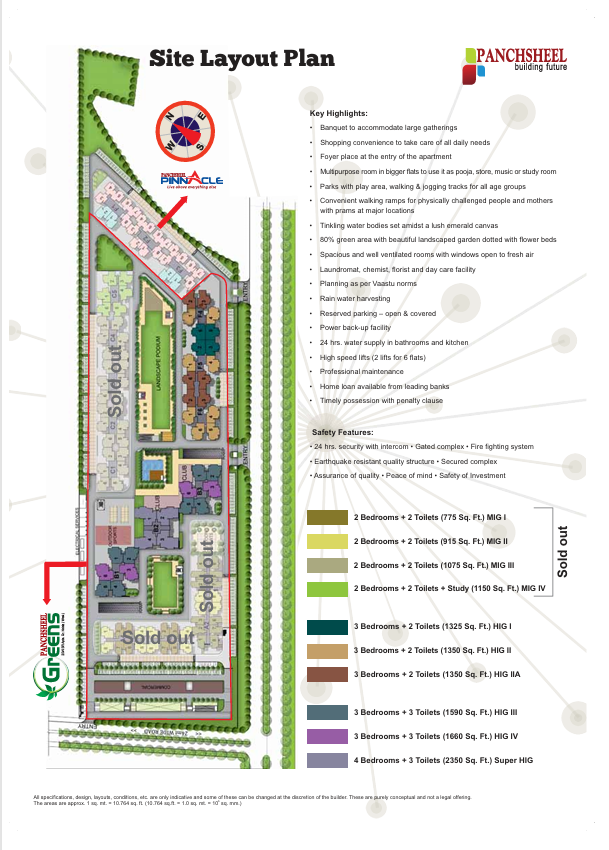 Site Layout Plan
PANCHSHEEL
building future
N
E
W
S
PANCHSHEEL
PINNACLE
Live above everything else
Key Highlights:
• Banquet to accommodate large gatherings
• Shopping convenience to take care of all daily needs
• Foyer place at the entry of the apartment
• Multipurpose room in bigger flats to use it as pooja, store, music or study room
• Parks with play area, walking & jogging tracks for all age groups
• Convenient walking ramps for physically challenged people and mothers
with prams at major locations
• Tinkling water bodies set amidst a lush emerald canvas
• 80% green area with beautiful landscaped garden dotted with flower beds
• Spacious and well ventilated rooms with windows open to fresh air
• Laundromat, chemist, florist and day care facility
• Planning as per Vaastu norms
• Rain water harvesting
• Reserved parking – open & covered
• Power back-up facility
• 24 hrs. water supply in bathrooms and kitchen
• High speed lifts (2 lifts for 6 flats)
• Professional maintenance
• Home loan available from leading banks
• Timely possession with penalty clause
Safety Features:
• 24 hrs. security with intercom • Gated complex • Fire fighting system
• Earthquake resistant quality structure • Secured complex
• Assurance of quality • Peace of mind • Safety of Investment
2 Bedrooms + 2 Toilets (775 Sq. Ft.) MIG I
2 Bedrooms + 2 Toilets (915 Sq. Ft.) MIG II
2 Bedrooms + 2 Toilets (1075 Sq. Ft.) MIG III
2 Bedrooms + 2 Toilets + Study (1150 Sq. Ft.) MIG IV
Sold out
3 Bedrooms + 2 Toilets (1325 Sq. Ft.) HIG I
3 Bedrooms + 2 Toilets (1350 Sq. Ft.) HIG II
3 Bedrooms + 2 Toilets (1350 Sq. Ft.) HIG IIA
3 Bedrooms + 3 Toilets (1590 Sq. Ft.) HIG III
3 Bedrooms + 3 Toilets (1660 Sq. Ft.) HIG IV
4 Bedrooms + 3 Toilets (2350 Sq. Ft.) Super HIG
ENTRY
Sold out
LANDSCAPE PODIUM
ENTRY
CLUB
CLUB
ELECTRICAL SERVICES
Sold out
Sold out
COMMERCIAL
ENTRY
24mt WIDE ROAD
PANCHSHEEL
Greens
All specifications, design, layouts, conditions, etc. are only indicative and some of these can be changed at the discretion of the builder. These are purely conceptual and not a legal offering.
The areas are approx. 1 sq. mt. = 10.764 sq. ft. (10.764 sq.ft. = 1.0 sq. mt. = 10⁶ sq. mm.)